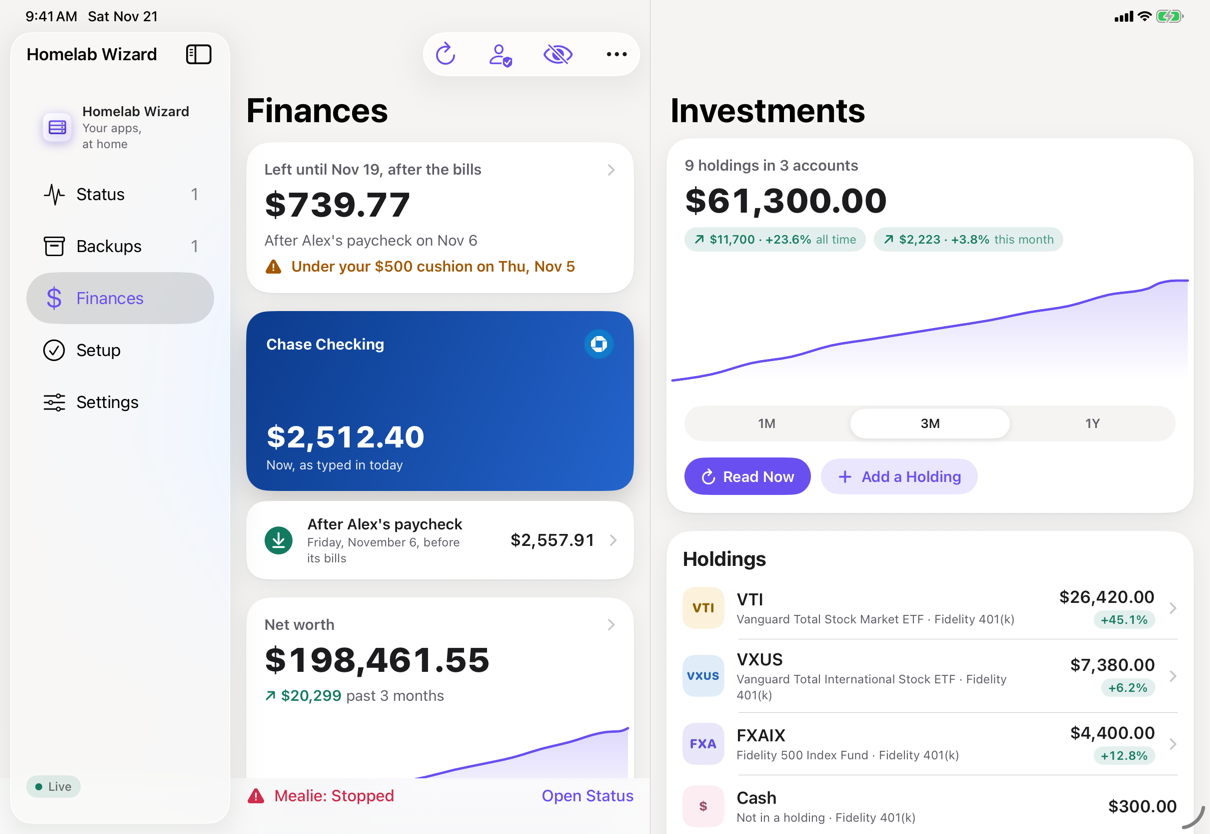 9:41 AM Sat Nov 21
Homelab Wizard
Homelab Wizard
Your apps,
at home
Status 1
Backups 1
Finances
Setup
Settings
Live
Finances
Left until Nov 19, after the bills
$739.77
After Alex's paycheck on Nov 6
Under your $500 cushion on Thu, Nov 5
Chase Checking
$2,512.40
Now, as typed in today
After Alex's paycheck
Friday, November 6, before
its bills
$2,557.91
Net worth
$198,461.55
$20,299 past 3 months
Mealie: Stopped
Open Status
Investments
9 holdings in 3 accounts
$61,300.00
$11,700 · +23.6% all time
$2,223 · +3.8% this month
1M 3M 1Y
Read Now
Add a Holding
Holdings
VTI
VTI
Vanguard Total Stock Market ETF · Fidelity 401(k)
$26,420.00
+45.1%
VXUS
VXUS
Vanguard Total International Stock ETF · Fidelity
401(k)
$7,380.00
+6.2%
FXA
FXAIX
Fidelity 500 Index Fund · Fidelity 401(k)
$4,400.00
+12.8%
$
Cash
Not in a holding · Fidelity 401(k)
$300.00